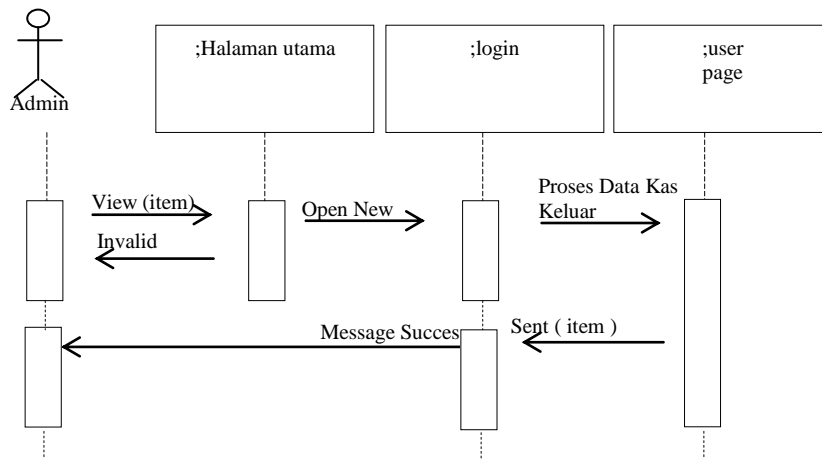 ;Halaman utama
;login
;user
page
Admin
View (item)
Open New
Proses Data Kas
Keluar
Invalid
Message Succes
Sent ( item )